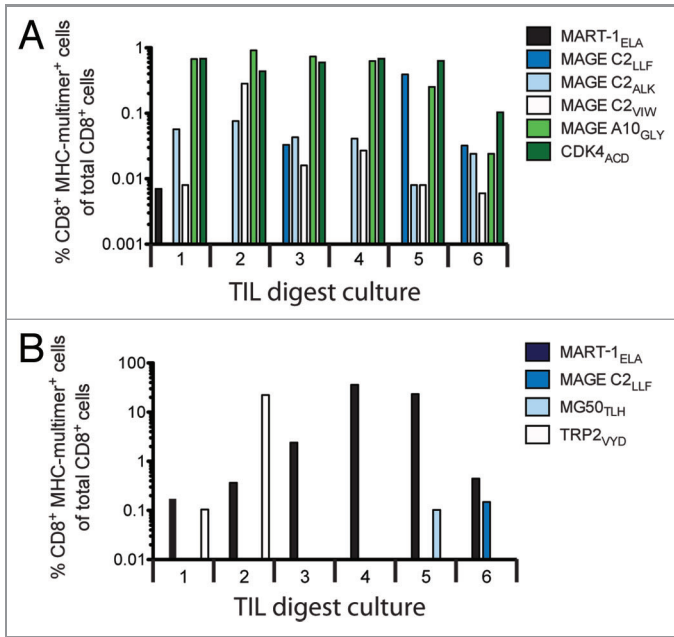 A
% CD8+ MHC-multimer+ cells
of total CD8+ cells
1
0.1
0.01
0.001
1 2 3 4 5 6
TIL digest culture
MART-1ELA
MAGE C2LLF
MAGE C2ALK
MAGE C2VIW
MAGE A10GLY
CDK4ACD
B
% CD8+ MHC-multimer+ cells
of total CD8+ cells
100
10
1
0.1
0.01
1 2 3 4 5 6
TIL digest culture
MART-1ELA
MAGE C2LLF
MG50TLH
TRP2VYD